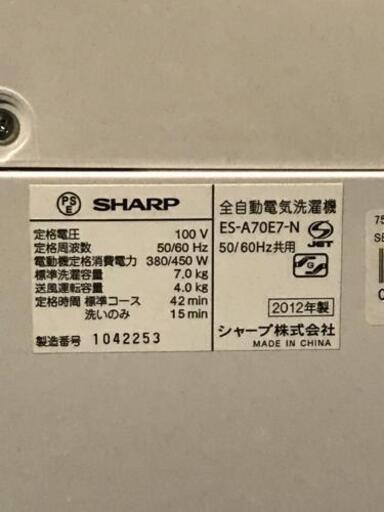 PS
E
SHARP
定格電圧 100 V
定格周波数 50/60 Hz
電動機定格消費電力 380/450 W
標準洗濯容量 7.0 kg
送風運転容量 4.0 kg
定格時間 標準コース 42 min
洗いのみ 15 min
製造番号 1042253
全自動電気洗濯機
ES-A70E7-N
50/60Hz共用
JET
G
2012年製
シャープ株式会社
MADE IN CHINA
75
SE